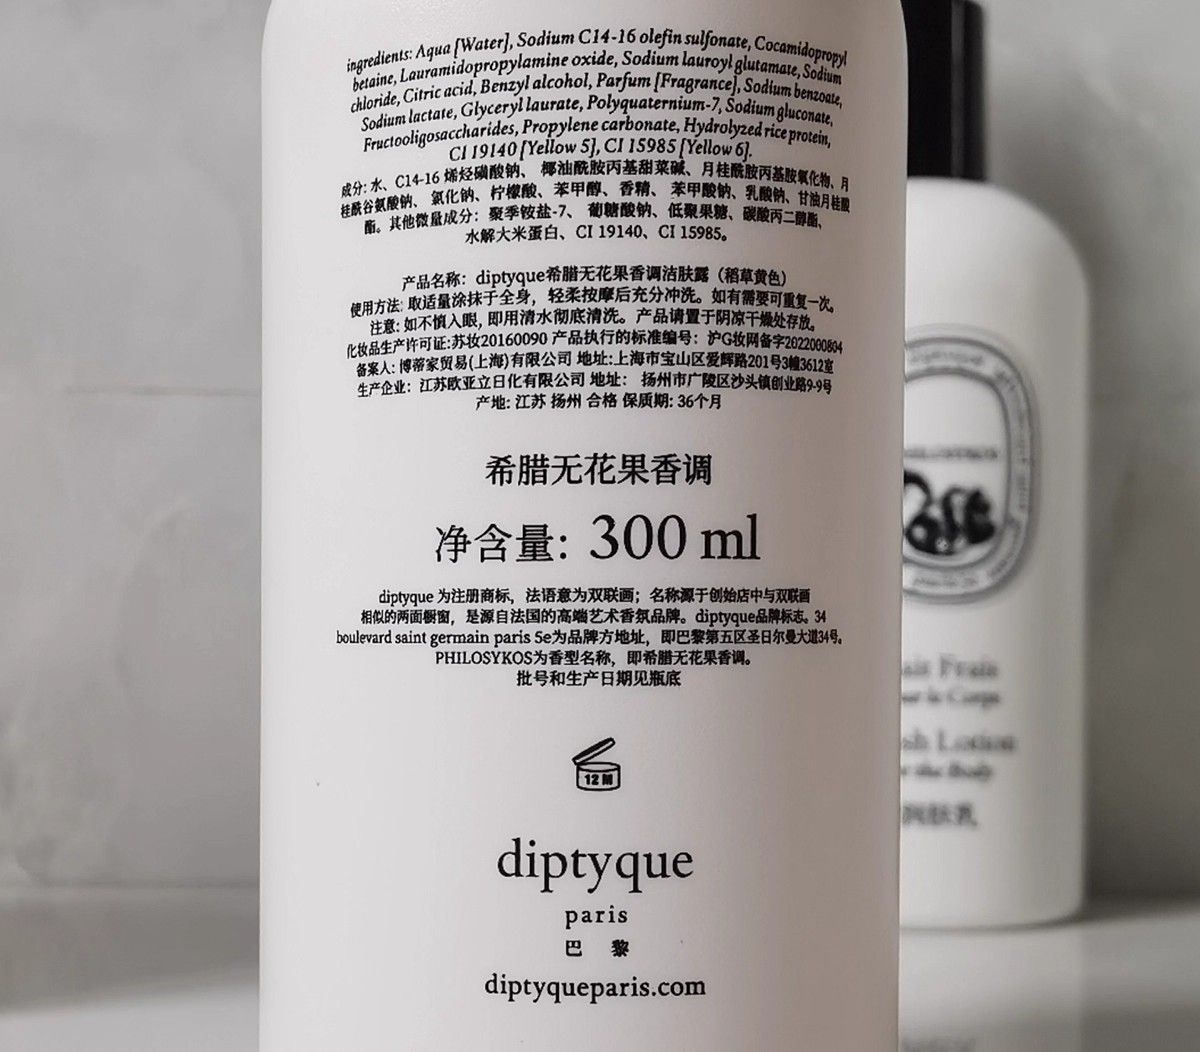 ingredients: Aqua [Water], Sodium C14-16 olefin sulfonate, Cocamidopropyl
betaine, Lauramidopropylamine oxide, Sodium lauroyl glutamate, Sodium
chloride, Citric acid, Benzyl alcohol, Parfum [Fragrance], Sodium benzoate,
Sodium lactate, Glyceryl laurate, Polyquaternium-7, Sodium gluconate,
Fructooligosaccharides, Propylene carbonate, Hydrolyzed rice protein,
CI 19140 [Yellow 5], CI 15985 [Yellow 6].
成分: 水、C14-16 烯烃磺酸钠、 椰油酰胺丙基甜菜碱、月桂酰胺丙基胺氧化物、月
桂酰谷氨酸钠、 氯化钠、柠檬酸、 苯甲醇、香精、 苯甲酸钠、乳酸钠、甘油月桂酸
酯。其他微量成分：聚季铵盐-7、 葡糖酸钠、低聚果糖、碳酸丙二醇酯、
水解大米蛋白、CI 19140、CI 15985。
产品名称：diptyque希腊无花果香调洁肤露（稻草黄色）
使用方法: 取适量涂抹于全身，轻柔按摩后充分冲洗。如有需要可重复一次。
注意: 如不慎入眼, 即用清水彻底清洗。产品请置于阴凉干燥处存放。
化妆品生产许可证:苏妆20160090 产品执行的标准编号：沪G妆网备字2022000804
备案人: 博蒂家贸易(上海)有限公司 地址:上海市宝山区爱辉路201号3幢3612室
生产企业：江苏欧亚立日化有限公司 地址： 扬州市广陵区沙头镇创业路9-9号
产地: 江苏 扬州 合格 保质期: 36个月
希腊无花果香调
净含量: 300 ml
diptyque 为注册商标，法语意为双联画；名称源于创始店中与双联画
相似的两面橱窗，是源自法国的高端艺术香氛品牌。diptyque品牌标志。34
boulevard saint germain paris 5e为品牌方地址，即巴黎第五区圣日尔曼大道34号。
PHILOSYKOS为香型名称，即希腊无花果香调。
批号和生产日期见瓶底
12 M
diptyque
paris
巴 黎
diptyqueparis.com
Frais
le Corps
Lotion
the Body
润肤乳